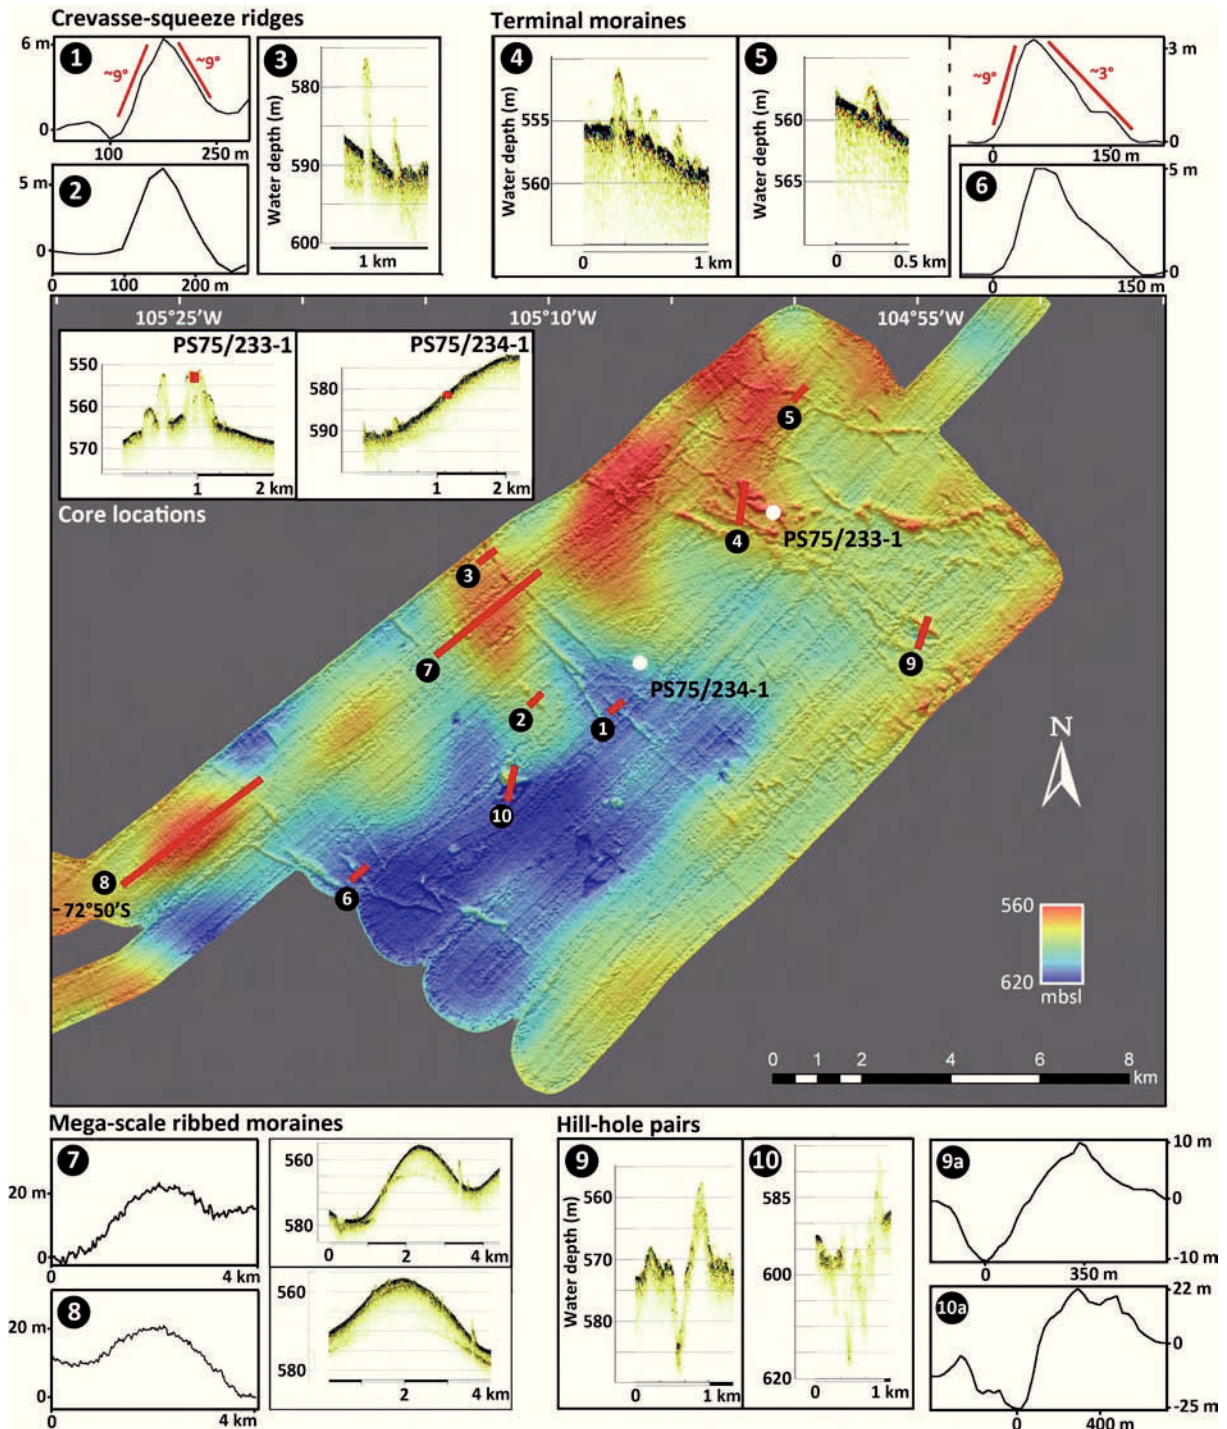 Crevasse-squeeze ridges
Terminal moraines
6 m
0
1
~9°
~9°
100
250 m
5 m
0
2
0
100
200 m
3
Water depth (m)
580
590
600
1 km
4
Water depth (m)
555
560
0
1 km
5
Water depth (m)
560
565
0
0.5 km
~9°
~3°
3 m
0
0
150 m
6
5 m
0
0
150 m
105°25'W
105°10'W
104°55'W
PS75/233-1
550
560
570
1
2 km
PS75/234-1
580
590
1
2 km
Core locations
5
4
PS75/233-1
3
7
9
PS75/234-1
2
1
10
N
8
6
72°50'S
560
620
mbsl
0 1 2 4 6 8
km
Mega-scale ribbed moraines
Hill-hole pairs
7
20 m
0
0
4 km
560
580
0
2
4 km
8
20 m
0
0
4 km
560
580
2
4 km
9
Water depth (m)
560
570
580
0
1 km
10
585
600
620
0
1 km
9a
10 m
0
-10 m
0
350 m
10a
22 m
0
-25 m
0
400 m